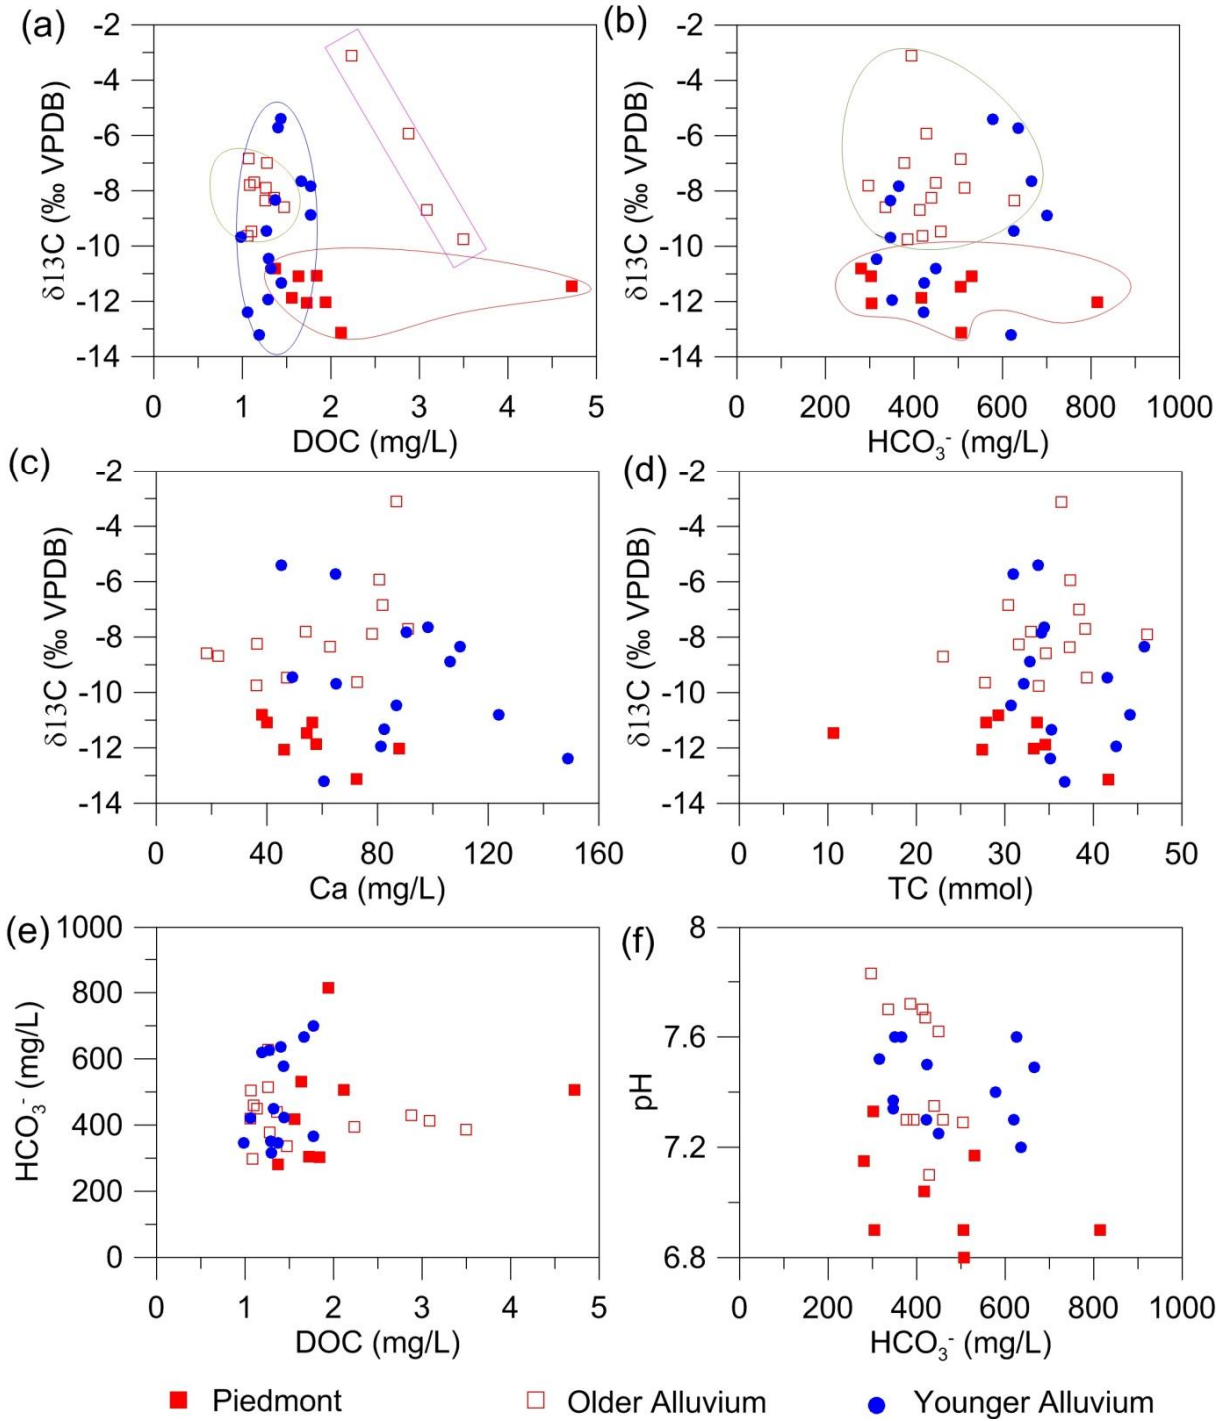 (a)
-2
-4
-6
-8
-10
-12
-14
δ13C (‰ VPDB)
0 1 2 3 4 5
DOC (mg/L)
(b)
-2
-4
-6
-8
-10
-12
-14
δ13C (‰ VPDB)
0 200 400 600 800 1000
HCO₃⁻ (mg/L)
(c)
-2
-4
-6
-8
-10
-12
-14
δ13C (‰ VPDB)
0 40 80 120 160
Ca (mg/L)
(d)
-2
-4
-6
-8
-10
-12
-14
δ13C (‰ VPDB)
0 10 20 30 40 50
TC (mmol)
(e)
1000
800
600
400
200
0
HCO₃⁻ (mg/L)
0 1 2 3 4 5
DOC (mg/L)
(f)
8
7.6
7.2
6.8
pH
0 200 400 600 800 1000
HCO₃⁻ (mg/L)
Piedmont Older Alluvium Younger Alluvium